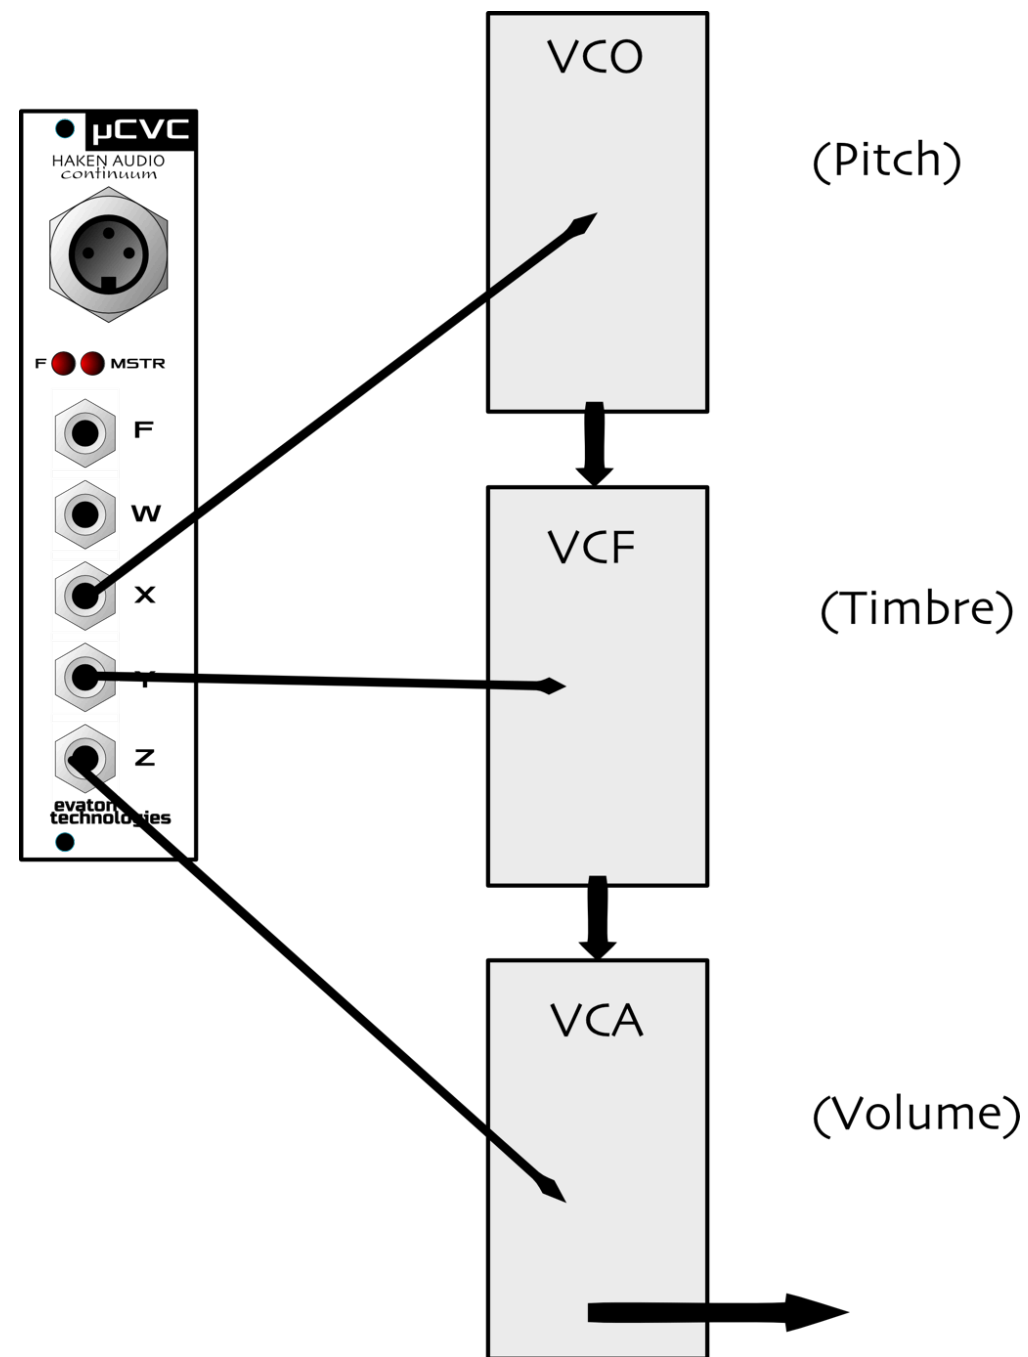 µCVC
HAKEN AUDIO
continuum
F MSTR
F
W
X
Y
Z
evaton
technologies
VCO
(Pitch)
VCF
(Timbre)
VCA
(Volume)